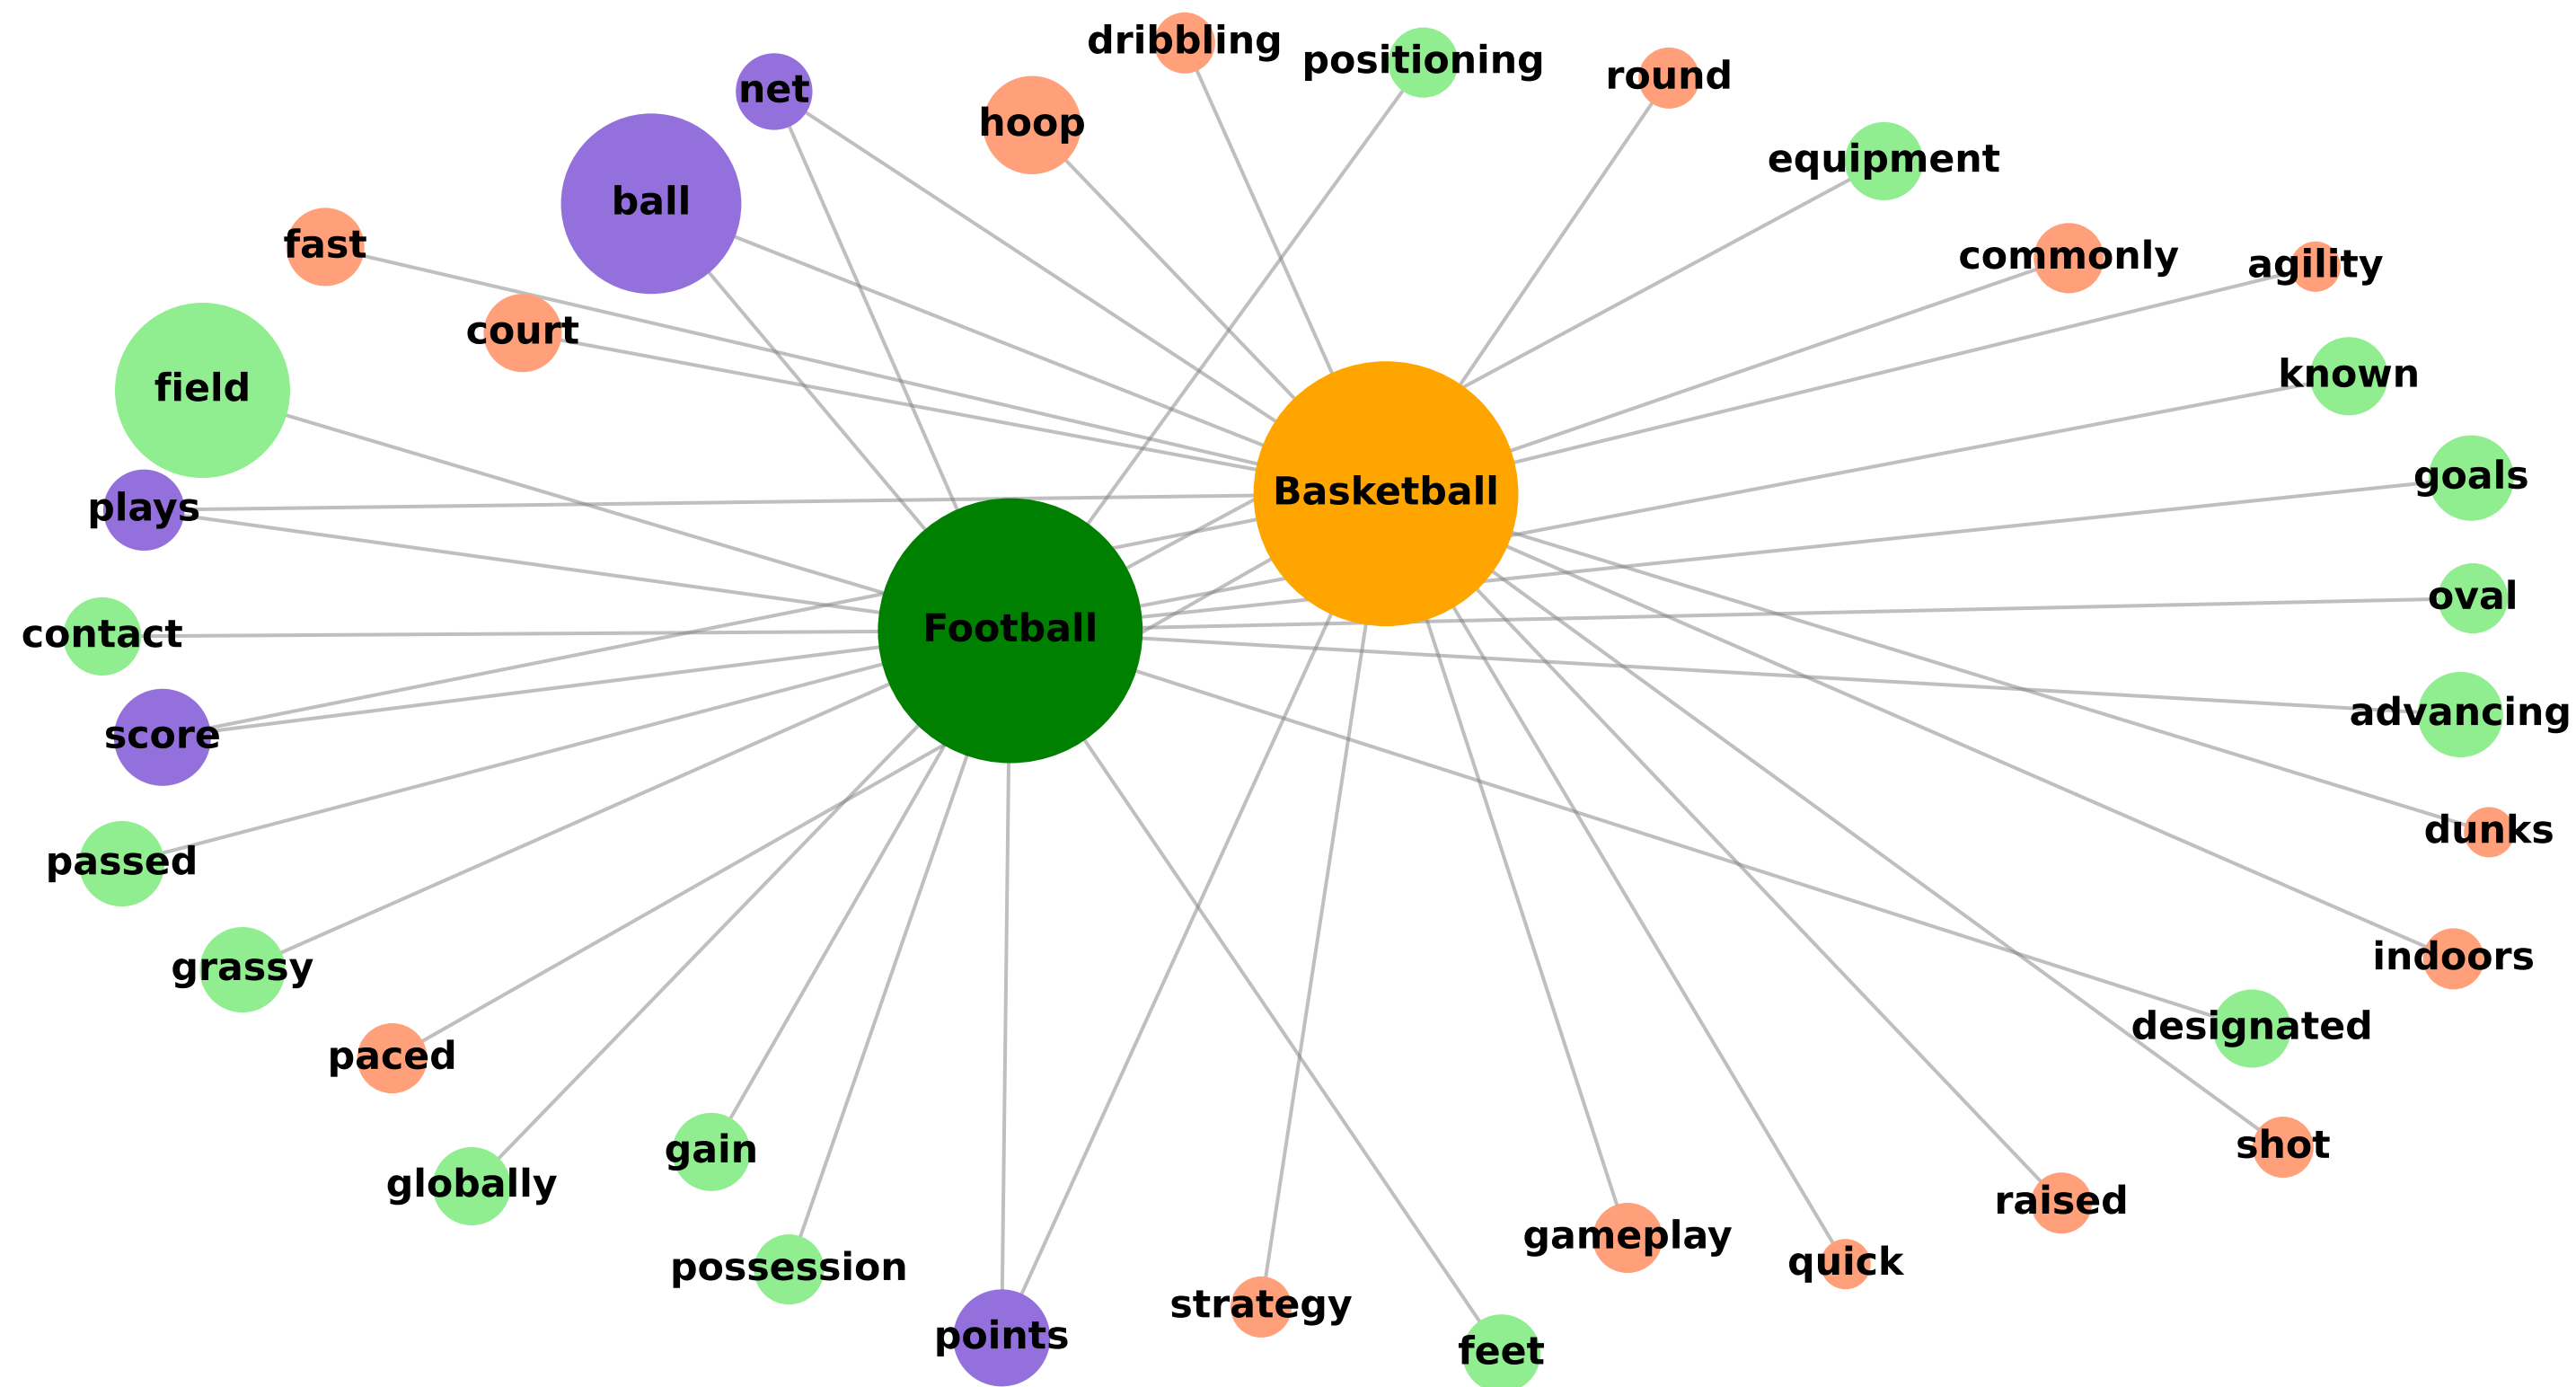 dribbling
positioning
round
net
hoop
equipment
ball
fast
commonly
agility
court
known
field
goals
Basketball
plays
oval
Football
contact
advancing
score
dunks
passed
indoors
grassy
designated
paced
shot
gain
globally
raised
gameplay
quick
possession
strategy
points
feet